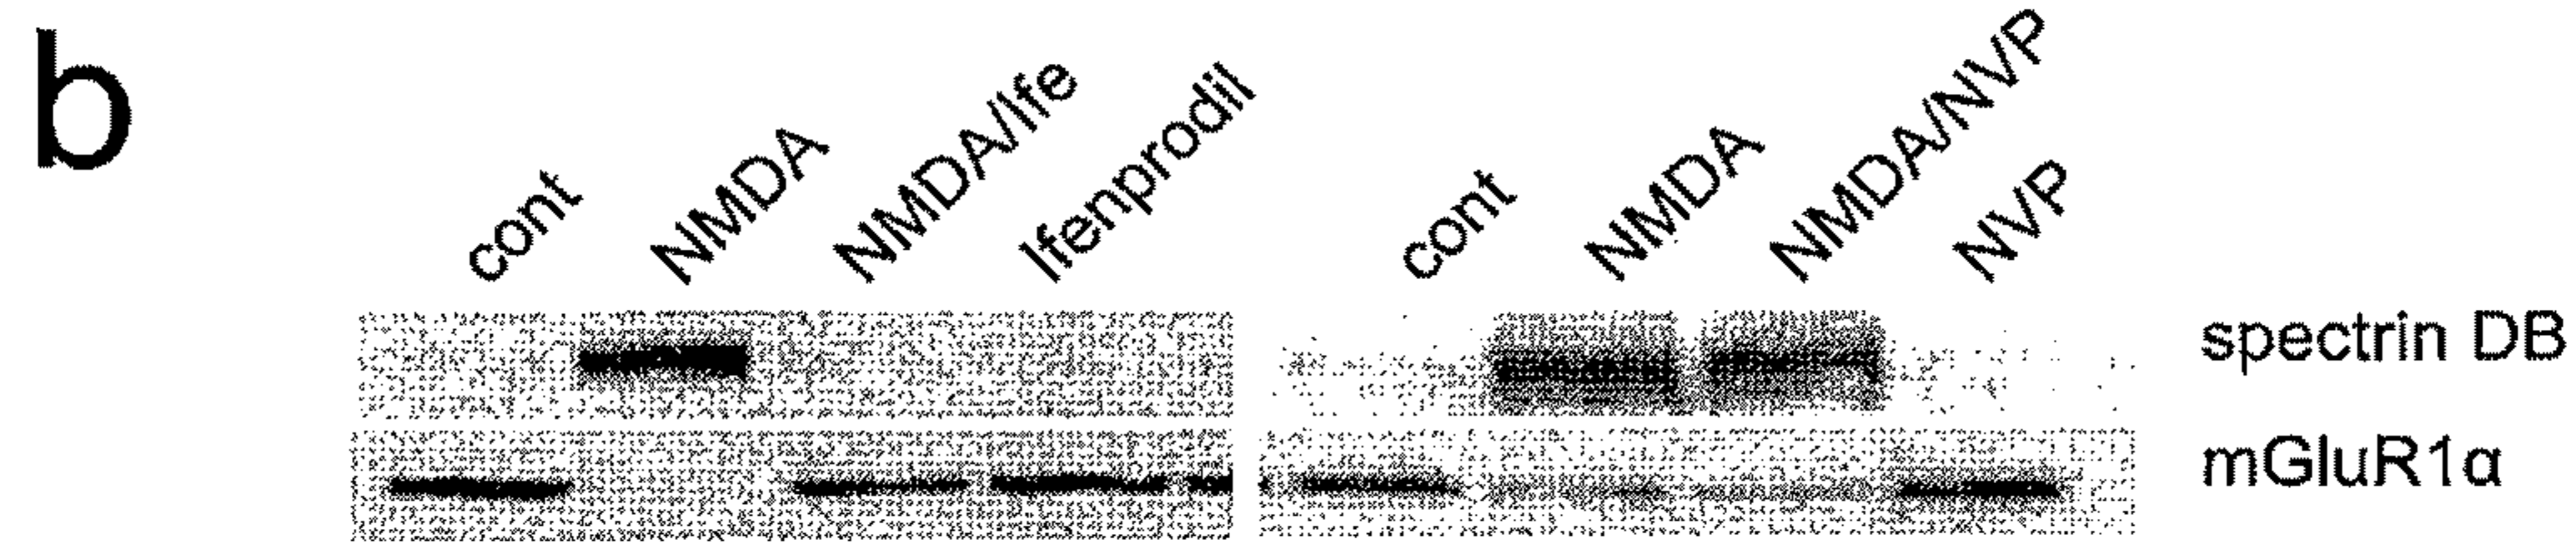 b
cont NMDA NMDA/Ife Ifenprodil cont NMDA NMDA/NVP NVP
spectrin DB
mGluR1α